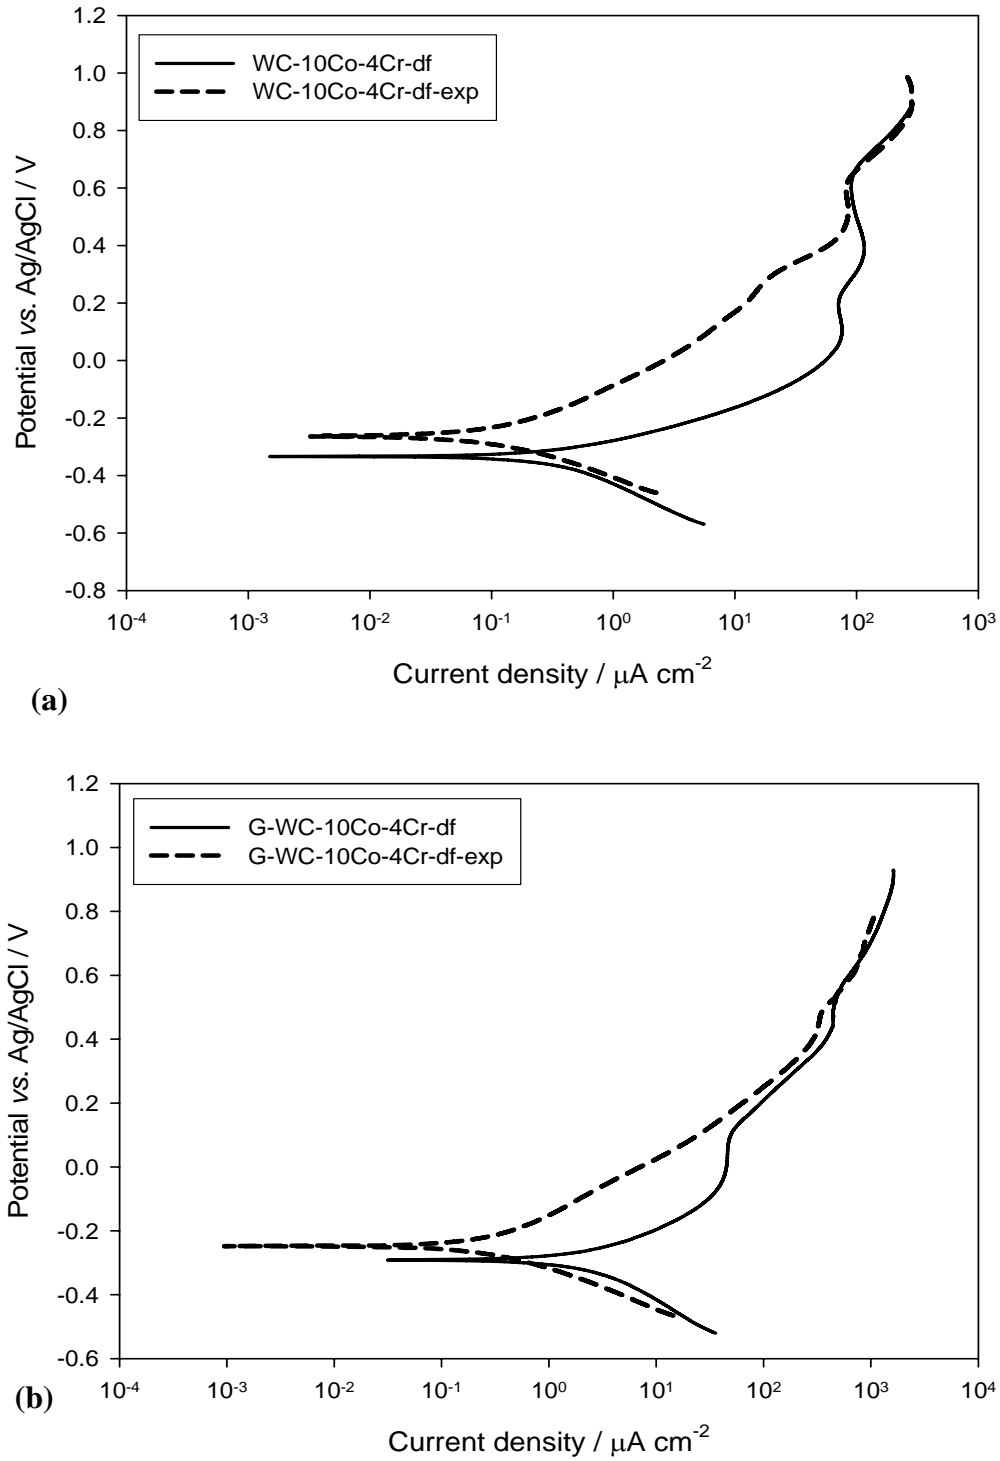 1.2
1.0
0.8
0.6
0.4
0.2
0.0
-0.2
-0.4
-0.6
-0.8
Potential vs. Ag/AgCl / V
WC-10Co-4Cr-df
WC-10Co-4Cr-df-exp
10-4 10-3 10-2 10-1 100 101 102 103
Current density / μA cm-2
(a)
1.2
1.0
0.8
0.6
0.4
0.2
0.0
-0.2
-0.4
-0.6
Potential vs. Ag/AgCl / V
G-WC-10Co-4Cr-df
G-WC-10Co-4Cr-df-exp
10-4 10-3 10-2 10-1 100 101 102 103 104
(b)
Current density / μA cm-2